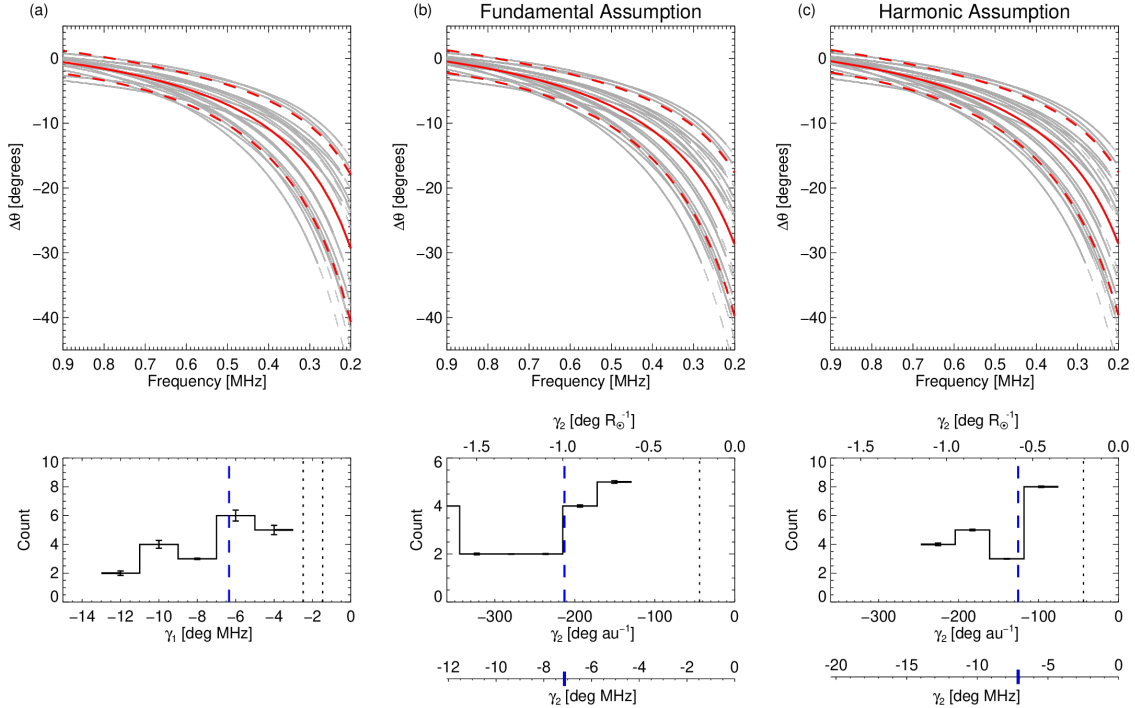 (a)
(b) Fundamental Assumption
(c) Harmonic Assumption
0
−10
−20
−30
−40
Δθ [degrees]
0.9 0.8 0.7 0.6 0.5 0.4 0.3 0.2
Frequency [MHz]
0
−10
−20
−30
−40
Δθ [degrees]
0.9 0.8 0.7 0.6 0.5 0.4 0.3 0.2
Frequency [MHz]
0
−10
−20
−30
−40
Δθ [degrees]
0.9 0.8 0.7 0.6 0.5 0.4 0.3 0.2
Frequency [MHz]
10
8
6
4
2
0
Count
−14 −12 −10 −8 −6 −4 −2 0
γ₁ [deg MHz]
γ₂ [deg R☉⁻¹]
-1.5 -1.0 -0.5 0.0
6
4
2
0
Count
−300 −200 −100 0
γ₂ [deg au⁻¹]
-12 -10 -8 -6 -4 -2 0
γ₂ [deg MHz]
γ₂ [deg R☉⁻¹]
-1.5 -1.0 -0.5 0.0
10
8
6
4
2
0
Count
−300 −200 −100 0
γ₂ [deg au⁻¹]
-20 -15 -10 -5 0
γ₂ [deg MHz]